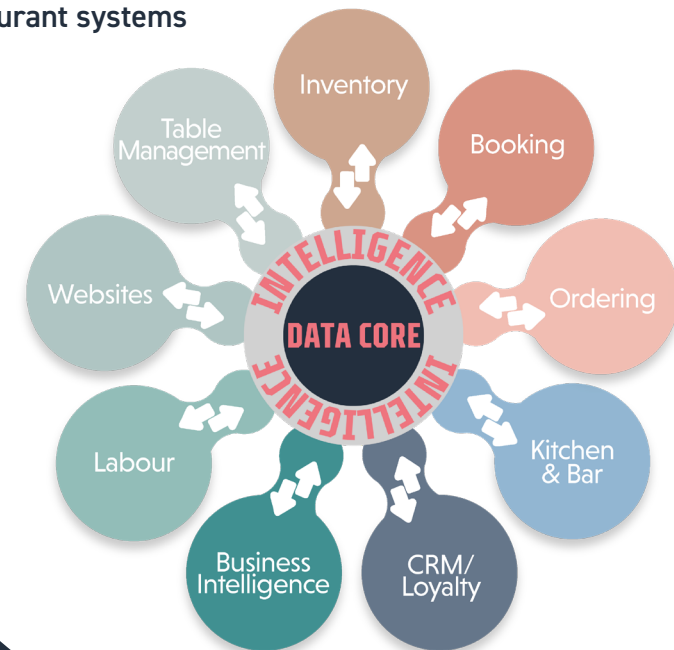 urant systems
Inventory
Booking
Ordering
Kitchen
& Bar
CRM/
Loyalty
Business
Intelligence
Labour
Websites
Table
Management
INTELLIGENCE
DATA CORE
INTELLIGENCE